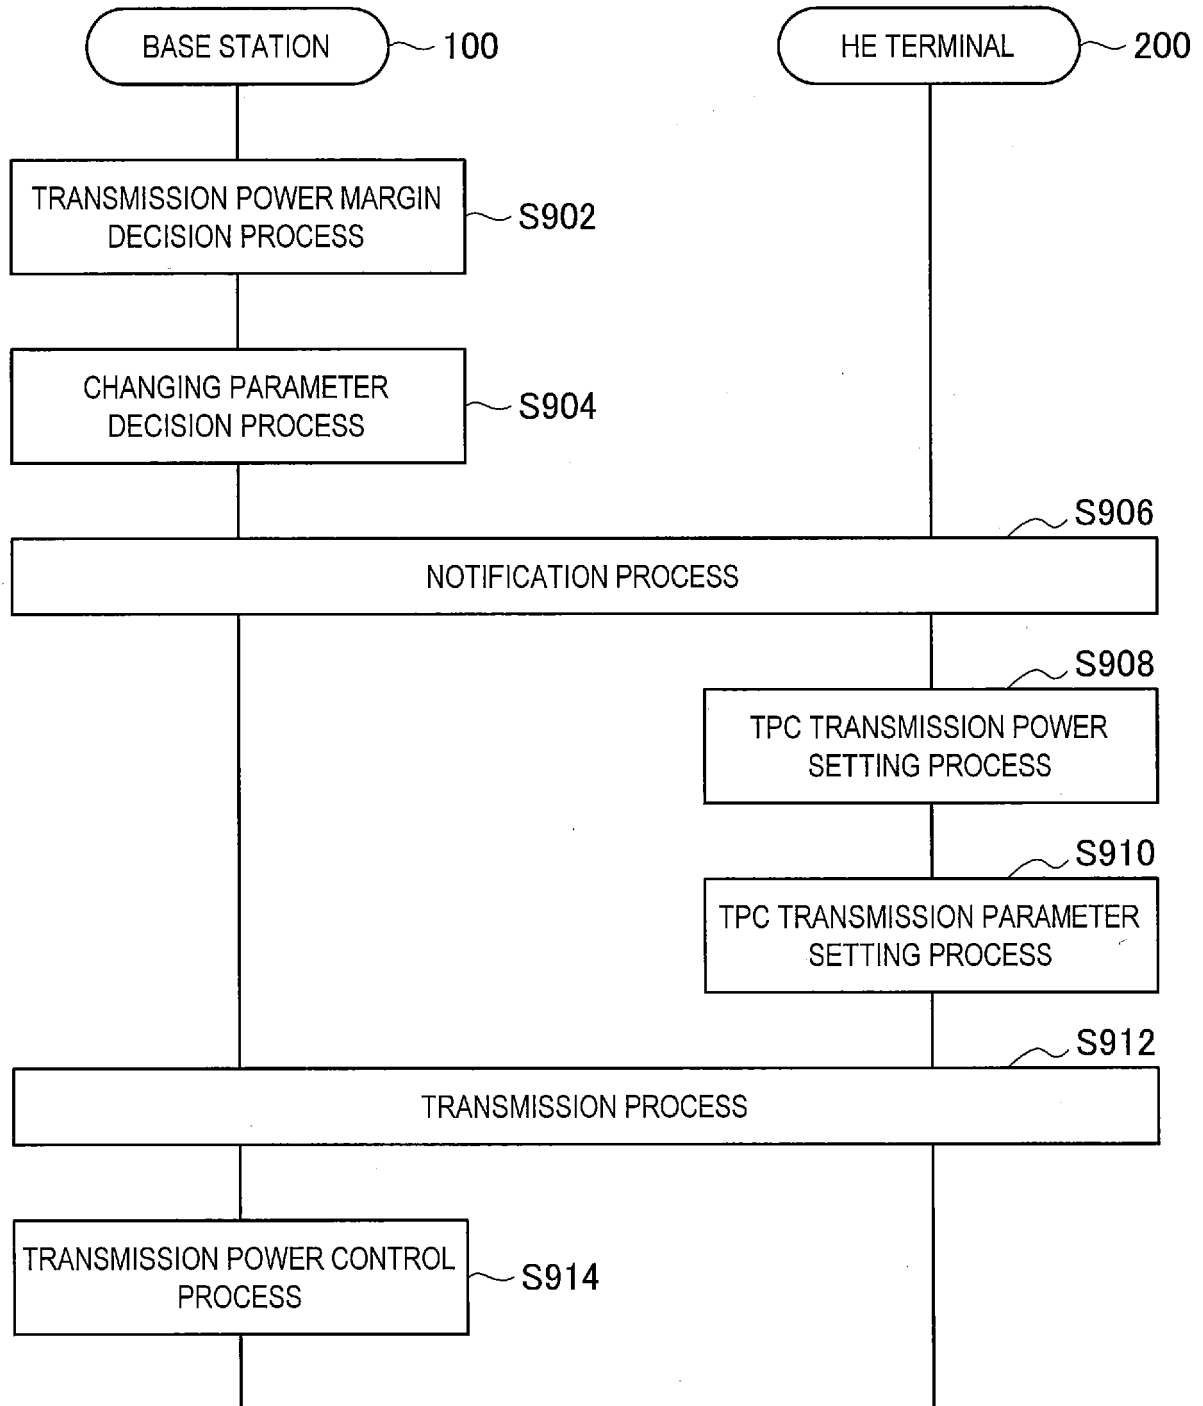 BASE STATION
100
HE TERMINAL
200
TRANSMISSION POWER MARGIN
DECISION PROCESS
S902
CHANGING PARAMETER
DECISION PROCESS
S904
S906
NOTIFICATION PROCESS
S908
TPC TRANSMISSION POWER
SETTING PROCESS
S910
TPC TRANSMISSION PARAMETER
SETTING PROCESS
S912
TRANSMISSION PROCESS
TRANSMISSION POWER CONTROL
PROCESS
S914